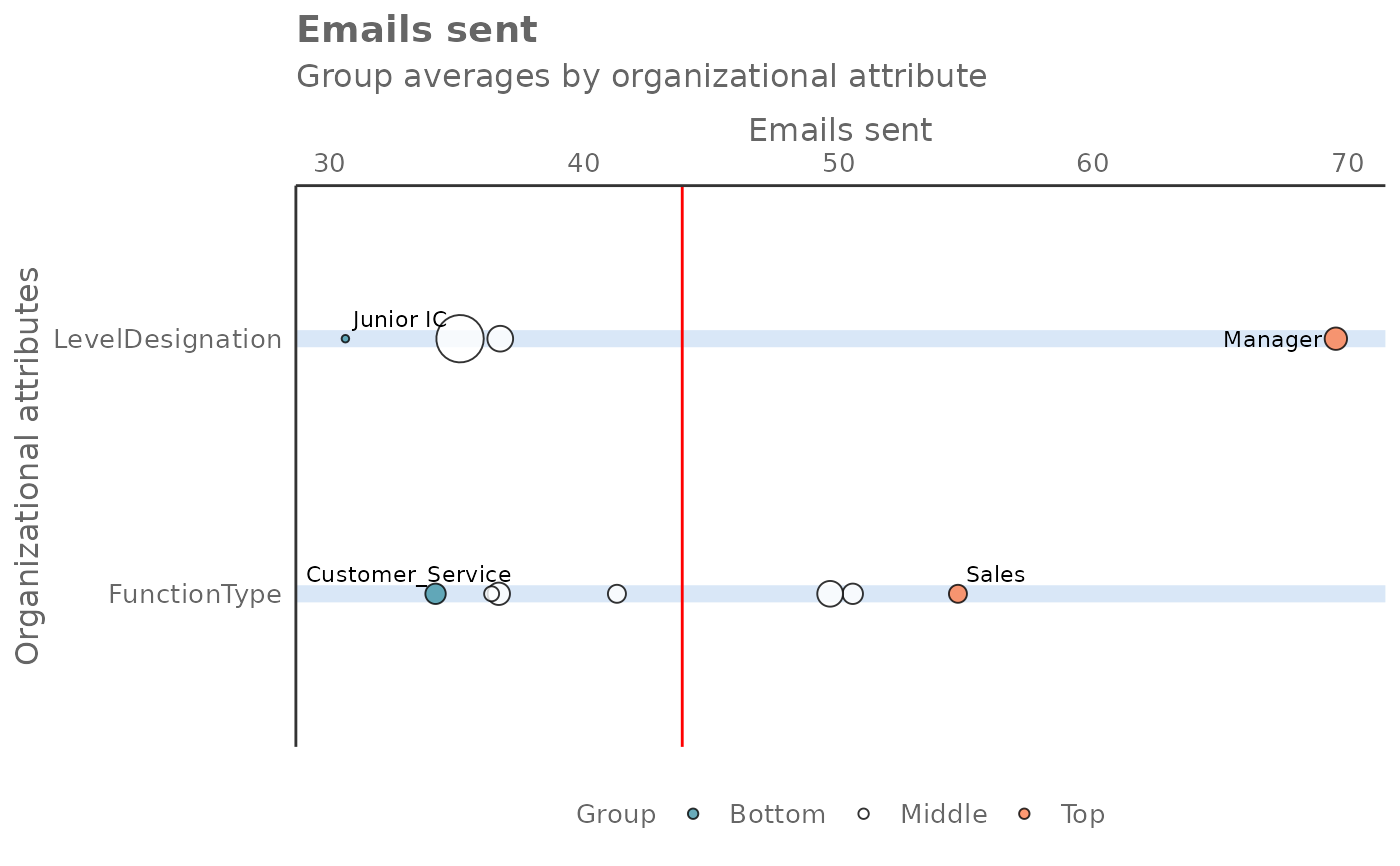 Emails sent
Group averages by organizational attribute
Emails sent
30 40 50 60 70
Organizational attributes
LevelDesignation
Junior IC
Manager
FunctionType
Customer_Service
Sales
Group Bottom Middle Top